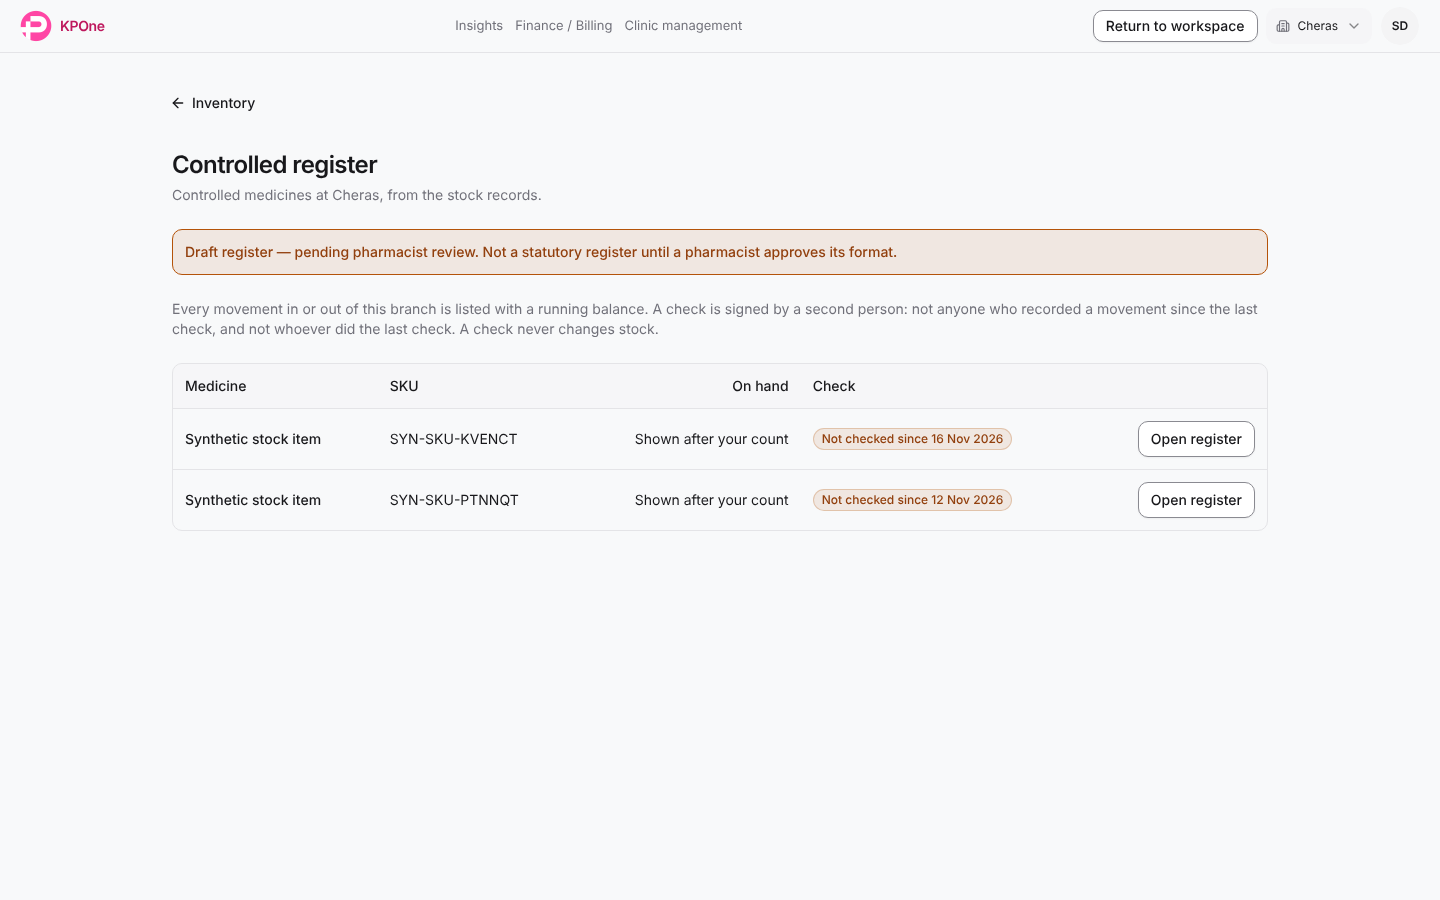 KPOne
Insights
Finance / Billing
Clinic management
Return to workspace
Cheras
SD
Inventory
Controlled register
Controlled medicines at Cheras, from the stock records.
Draft register — pending pharmacist review. Not a statutory register until a pharmacist approves its format.
Every movement in or out of this branch is listed with a running balance. A check is signed by a second person: not anyone who recorded a movement since the last
check, and not whoever did the last check. A check never changes stock.
Medicine SKU On hand Check
Synthetic stock item SYN-SKU-KVENCT Shown after your count Not checked since 16 Nov 2026 Open register
Synthetic stock item SYN-SKU-PTNNQT Shown after your count Not checked since 12 Nov 2026 Open register